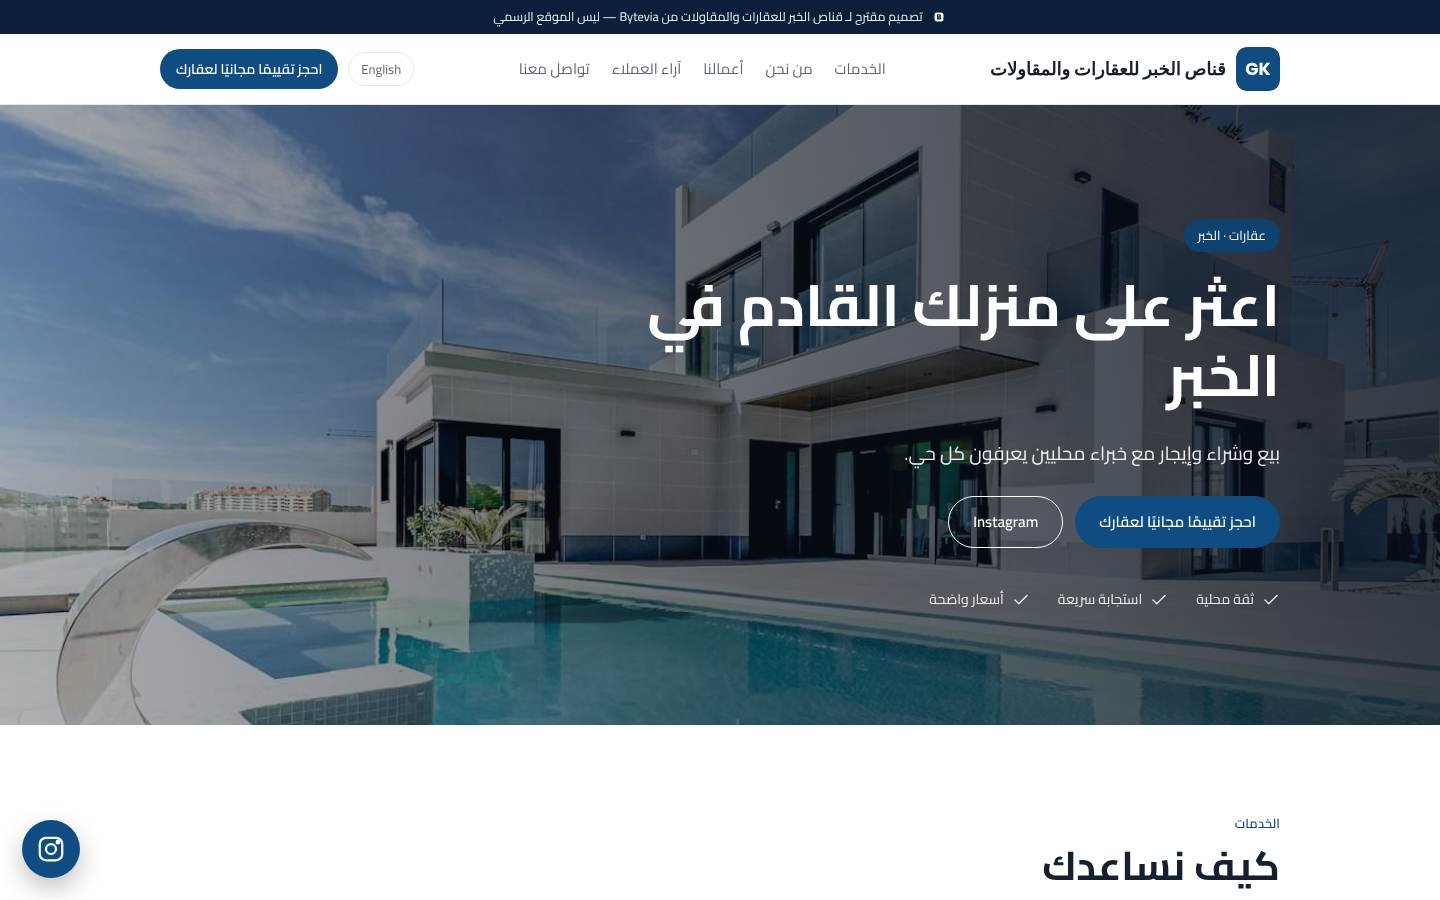 تصميم مقترح لـ قناص الخبر للعقارات والمقاولات من Bytevia — ليس الموقع الرسمي
GK
قناص الخبر للعقارات والمقاولات
الخدمات
من نحن
أعمالنا
آراء العملاء
تواصل معنا
English
احجز تقييمًا مجانيًا لعقارك
عقارات · الخبر
اعثر على منزلك القادم في
الخبر
بيع وشراء وإيجار مع خبراء محليين يعرفون كل حي.
احجز تقييمًا مجانيًا لعقارك
Instagram
ثقة محلية
استجابة سريعة
أسعار واضحة
الخدمات
كيف نساعدك